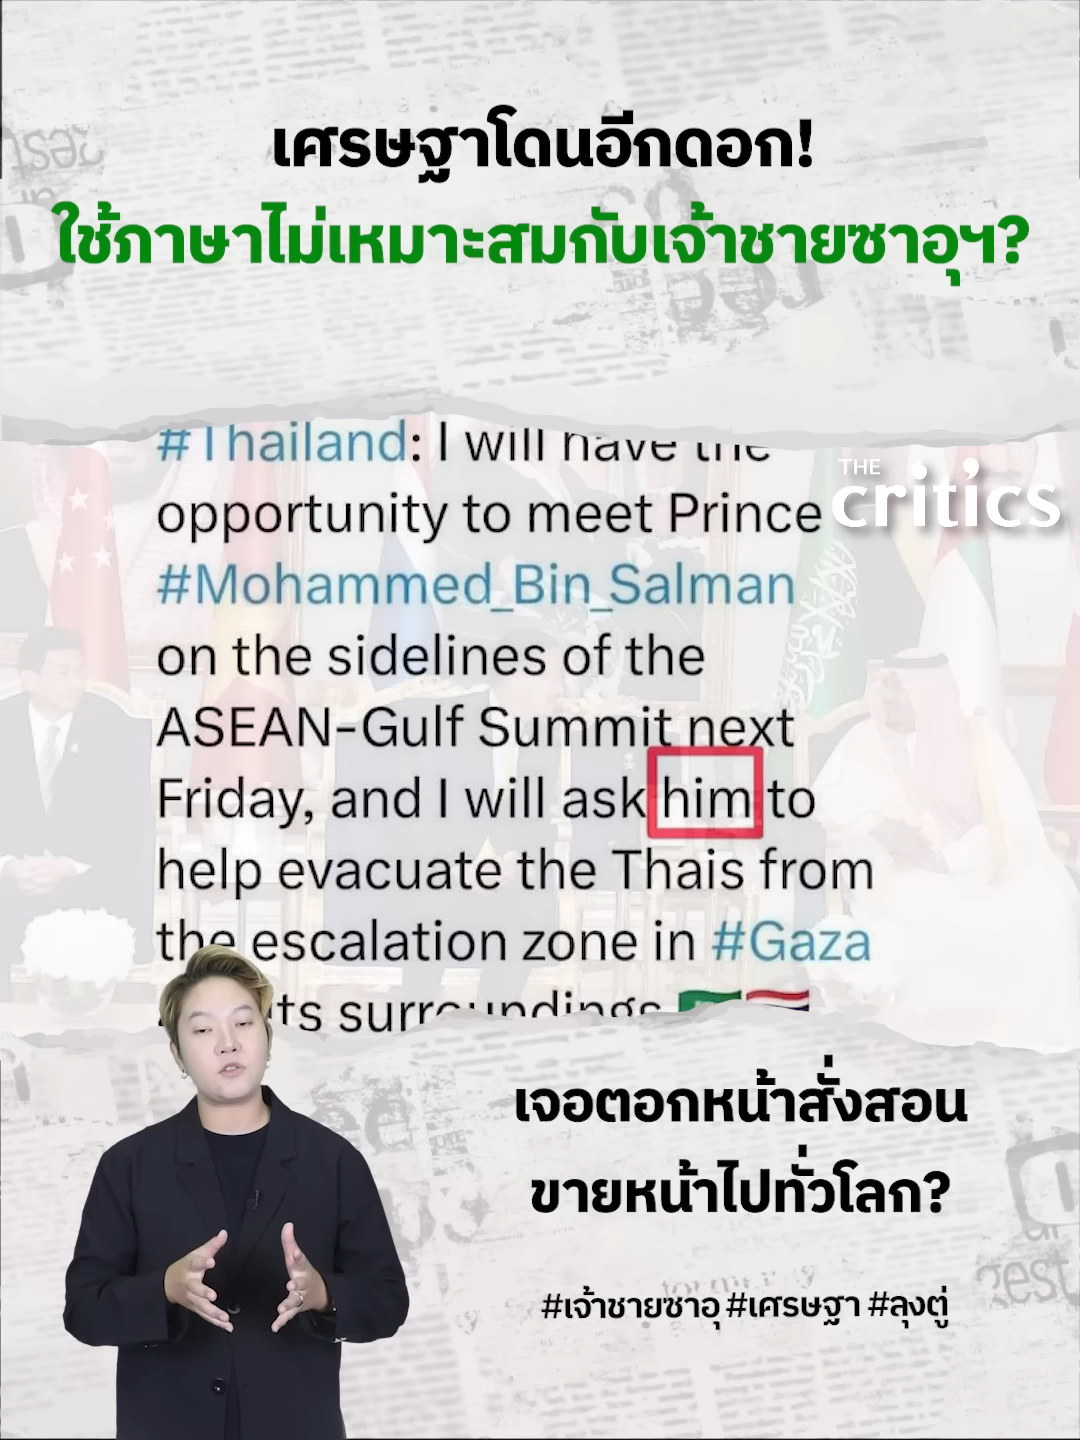 เศรษฐาโดนอีกดอก!
ใช้ภาษาไม่เหมาะสมกับเจ้าชายซาอุฯ?
#Thailand: I will have the
opportunity to meet Prince
THE
critics
#Mohammed_Bin_Salman
on the sidelines of the
ASEAN-Gulf Summit next
Friday, and I will ask him to
help evacuate the Thais from
the escalation zone in #Gaza
its surroundings
เจอตอกหน้าสั่งสอน
ขายหน้าไปทั่วโลก?
#เจ้าชายซาอุ #เศรษฐา #ลุงตู่